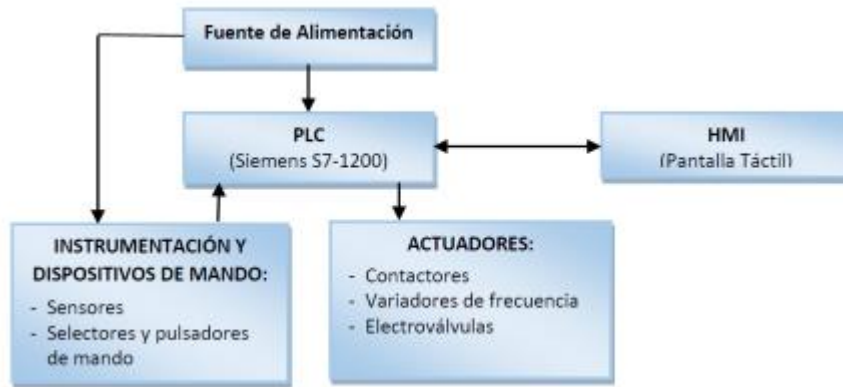 Fuente de Alimentación
PLC
(Siemens S7-1200)
HMI
(Pantalla Táctil)
INSTRUMENTACIÓN Y
DISPOSITIVOS DE MANDO:
- Sensores
- Selectores y pulsadores
de mando
ACTUADORES:
- Contactores
- Variadores de frecuencia
- Electroválvulas